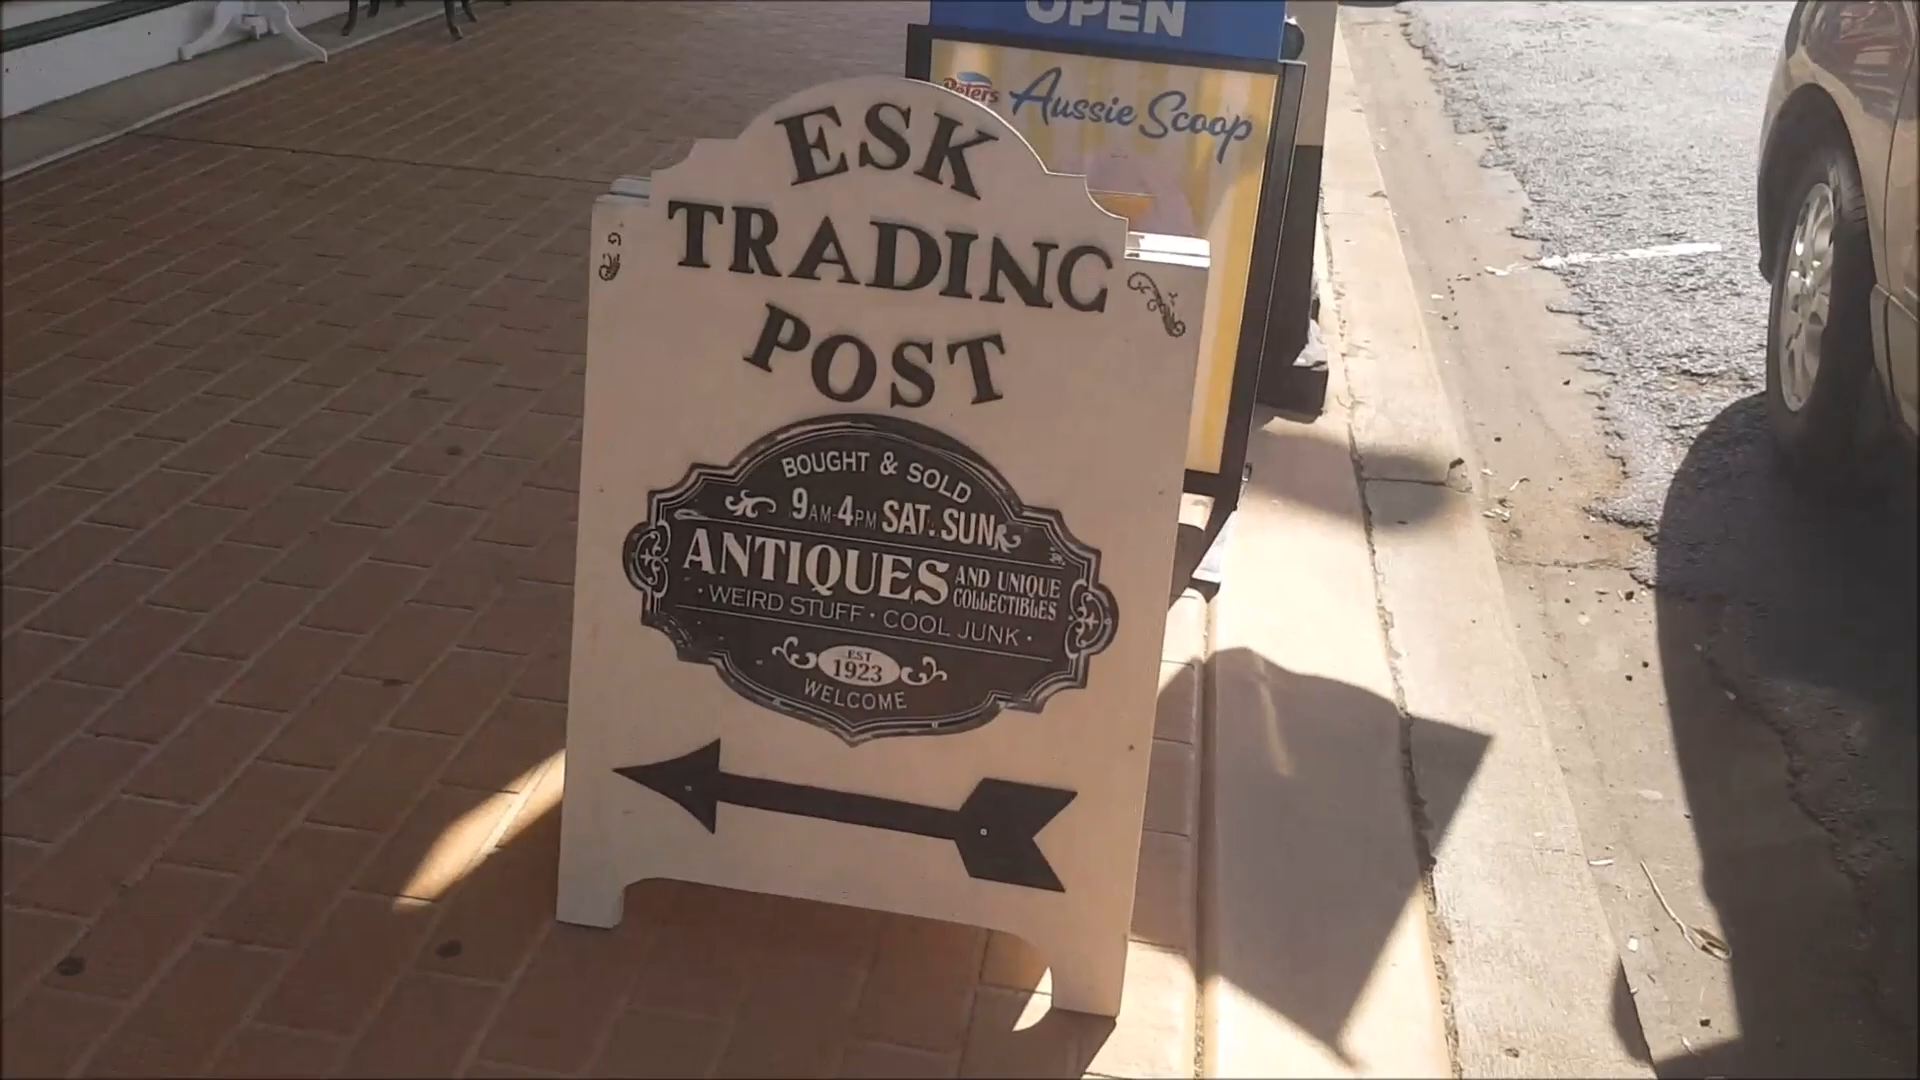 OPEN
Peters
Aussie Scoop
ESK
TRADING
POST
BOUGHT & SOLD
9AM-4PM SAT. SUN
ANTIQUES AND UNIQUE COLLECTIBLES
· WEIRD STUFF · COOL JUNK ·
EST
1923
WELCOME